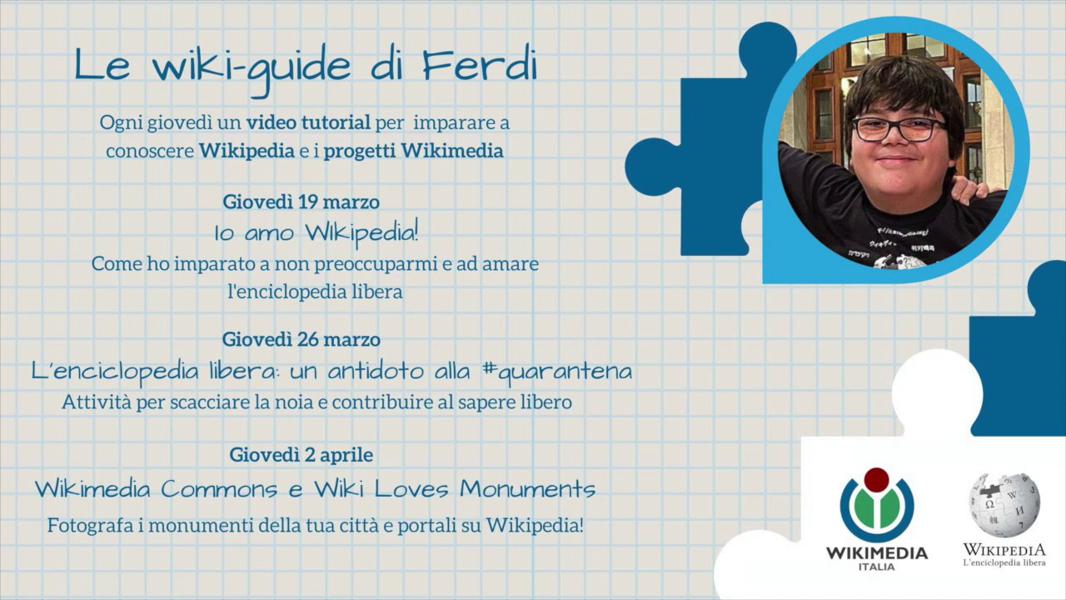 Le wiki-guide di Ferdi
Ogni giovedì un video tutorial per imparare a
conoscere Wikipedia e i progetti Wikimedia
Giovedì 19 marzo
Io amo Wikipedia!
Come ho imparato a non preoccuparmi e ad amare
l'enciclopedia libera
Giovedì 26 marzo
L'enciclopedia libera: un antidoto alla #quarantena
Attività per scacciare la noia e contribuire al sapere libero
Giovedì 2 aprile
Wikimedia Commons e Wiki Loves Monuments
Fotografa i monumenti della tua città e portali su Wikipedia!
WIKIMEDIA
ITALIA
WIKIPEDIA
L'enciclopedia libera